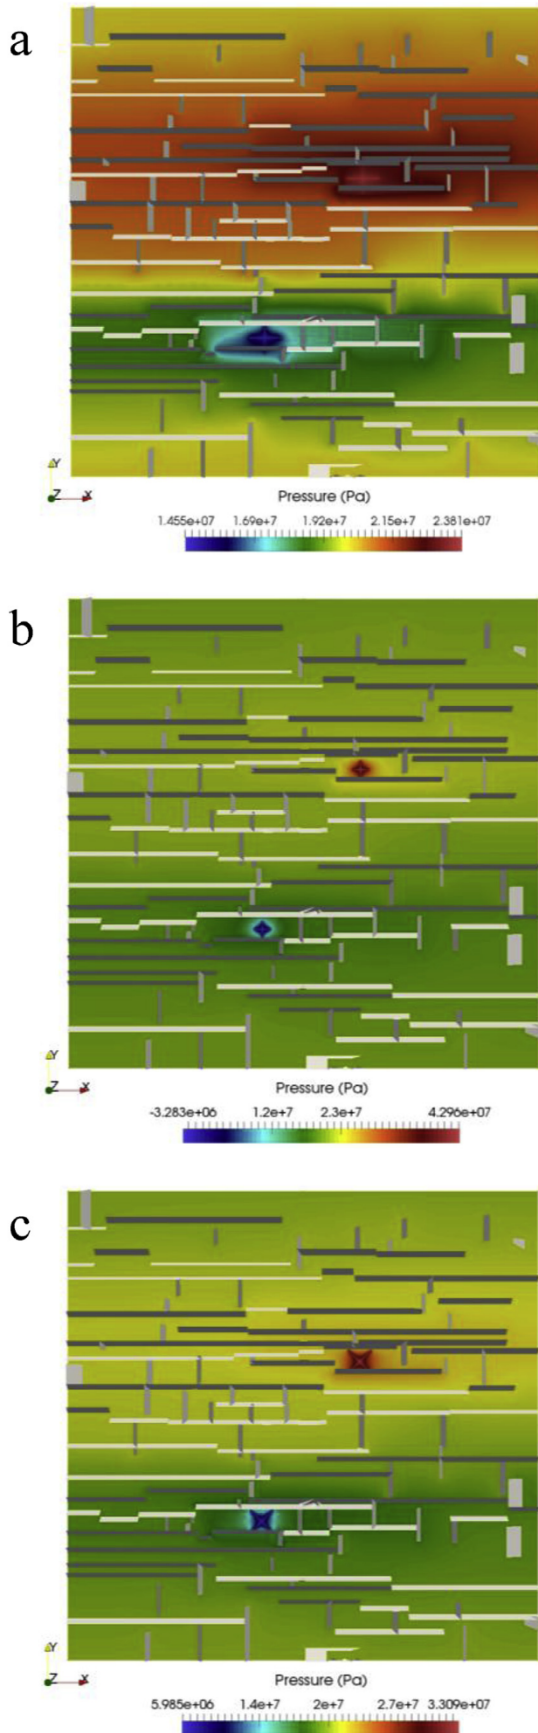 a
Y
Z X
Pressure (Pa)
1.455e+07 1.69e+7 1.92e+7 2.15e+7 2.381e+07
b
Y
Z X
Pressure (Pa)
-3.283e+06 1.2e+7 2.3e+7 4.296e+07
c
Y
Z X
Pressure (Pa)
5.985e+06 1.4e+7 2e+7 2.7e+7 3.309e+07